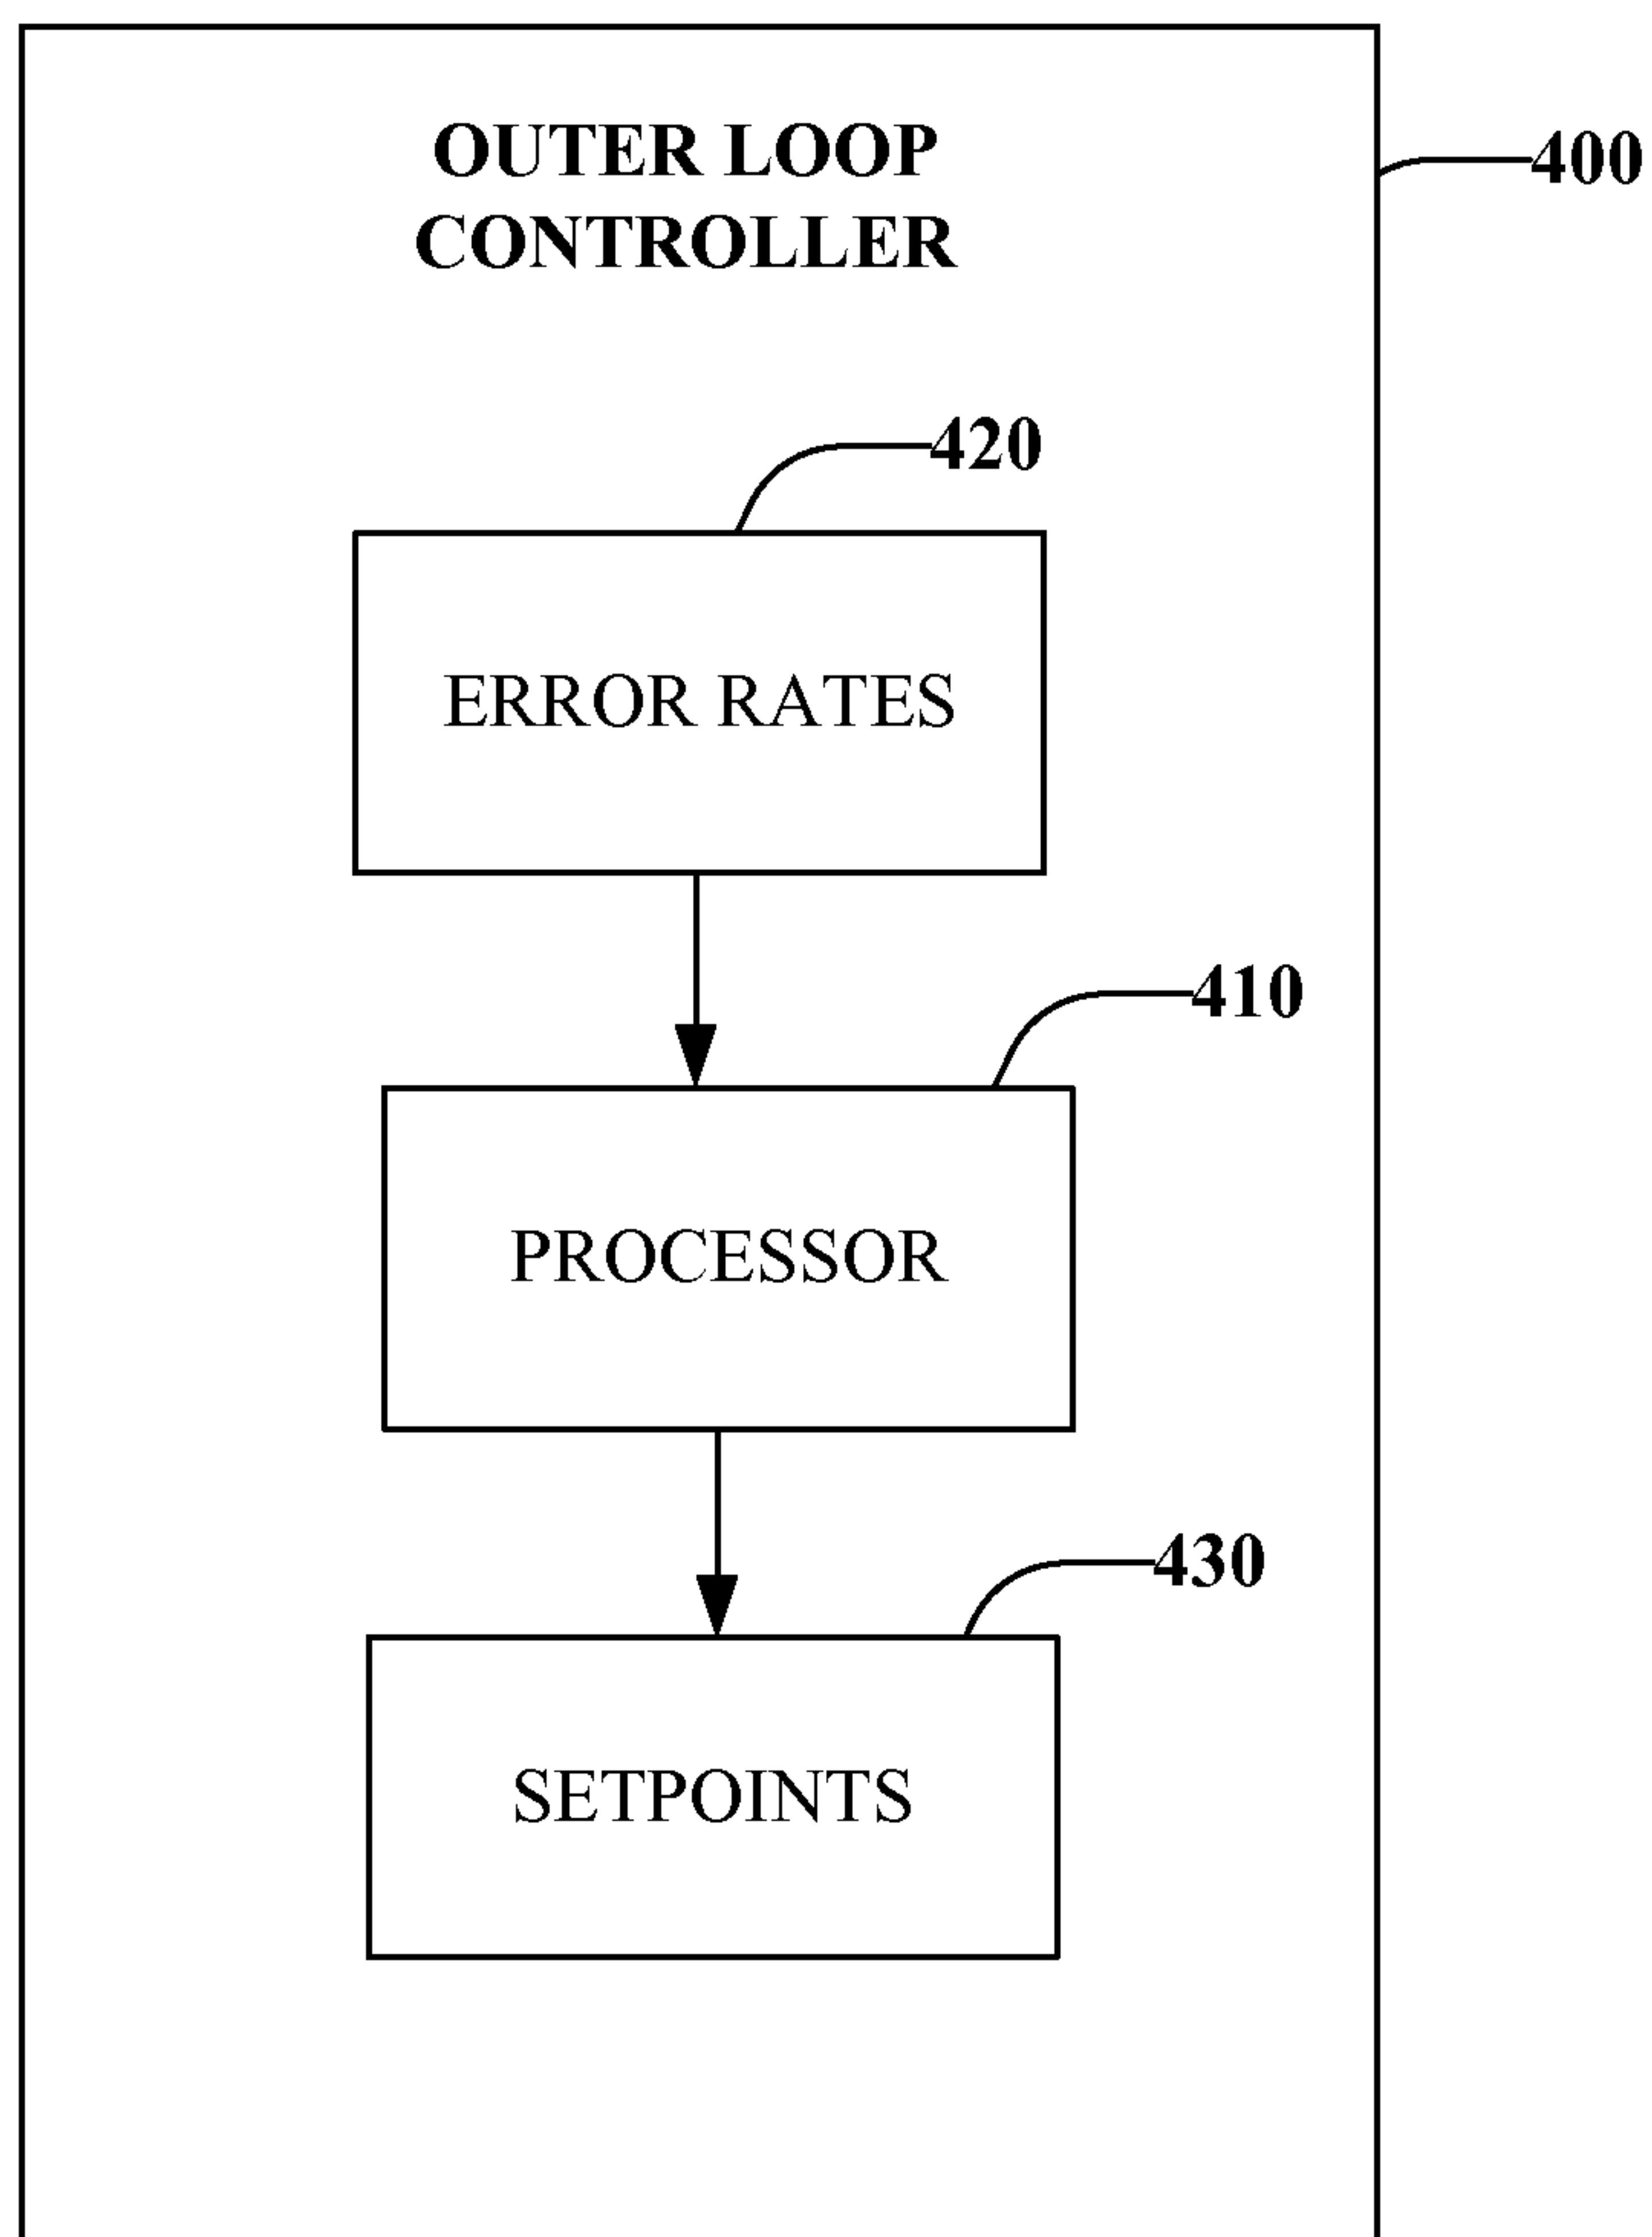 OUTER LOOP
CONTROLLER
400
420
ERROR RATES
410
PROCESSOR
430
SETPOINTS